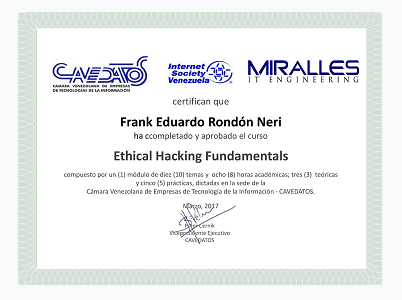 CAVEDATOS
CÁMARA VENEZOLANA DE EMPRESAS
DE TECNOLOGÍAS DE LA INFORMACIÓN
Internet
Society
Venezuela
MIRALLES
IT ENGINEERING
certifican que
Frank Eduardo Rondón Neri
ha ccompletado y aprobado el curso
Ethical Hacking Fundamentals
compuesto por un (1) módulo de diez (10) temas y ocho (8) horas académicas; tres (3) teóricas
y cinco (5) prácticas, dictadas en la sede de la
Cámara Venezolana de Empresas de Tecnología de la Información - CAVEDATOS.
Marzo, 2017
Peter Cernik
Vicepresidente Ejecutivo
CAVEDATOS